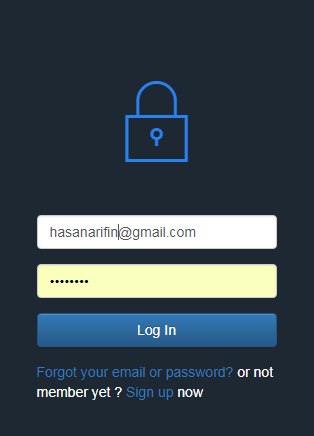 hasanarifin@gmail.com
••••••••
Log In
Forgot your email or password? or not
member yet ? Sign up now